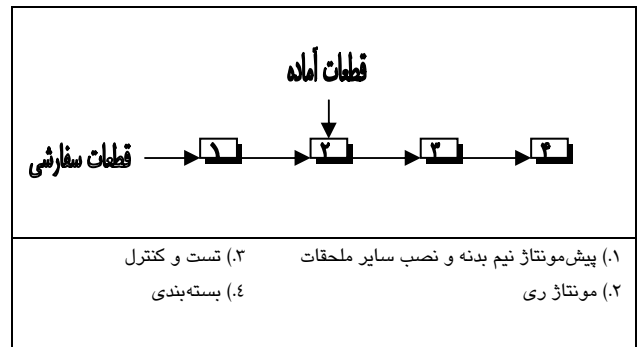 قطعات آماده
قطعات سفارشی ۱ ۲ ۳ ۴
۱.) پیش‌مونتاژ نیم بدنه و نصب سایر ملحقات ۳.) تست و کنترل
۲.) مونتاژ ری ٤.) بسته‌بندی